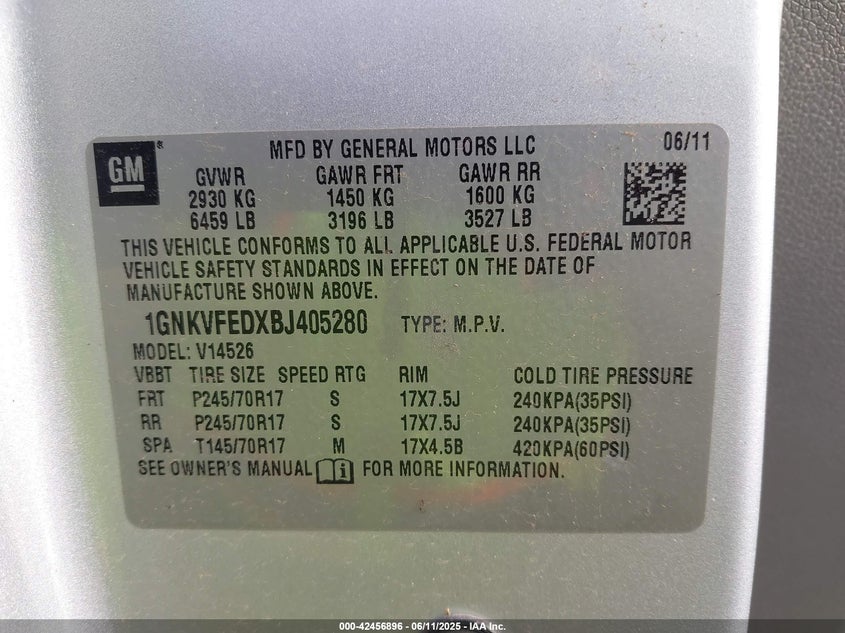 GM
MFD BY GENERAL MOTORS LLC 06/11
GVWR GAWR FRT GAWR RR
2930 KG 1450 KG 1600 KG
6459 LB 3196 LB 3527 LB
THIS VEHICLE CONFORMS TO ALL APPLICABLE U.S. FEDERAL MOTOR
VEHICLE SAFETY STANDARDS IN EFFECT ON THE DATE OF
MANUFACTURE SHOWN ABOVE.
1GNKVFEDXBJ405280 TYPE: M.P.V.
MODEL: V14526
VBBT TIRE SIZE SPEED RTG RIM COLD TIRE PRESSURE
FRT P245/70R17 S 17X7.5J 240KPA(35PSI)
RR P245/70R17 S 17X7.5J 240KPA(35PSI)
SPA T145/70R17 M 17X4.5B 420KPA(60PSI)
SEE OWNER'S MANUAL FOR MORE INFORMATION.
000-42456896 - 06/11/2025 - IAA Inc.